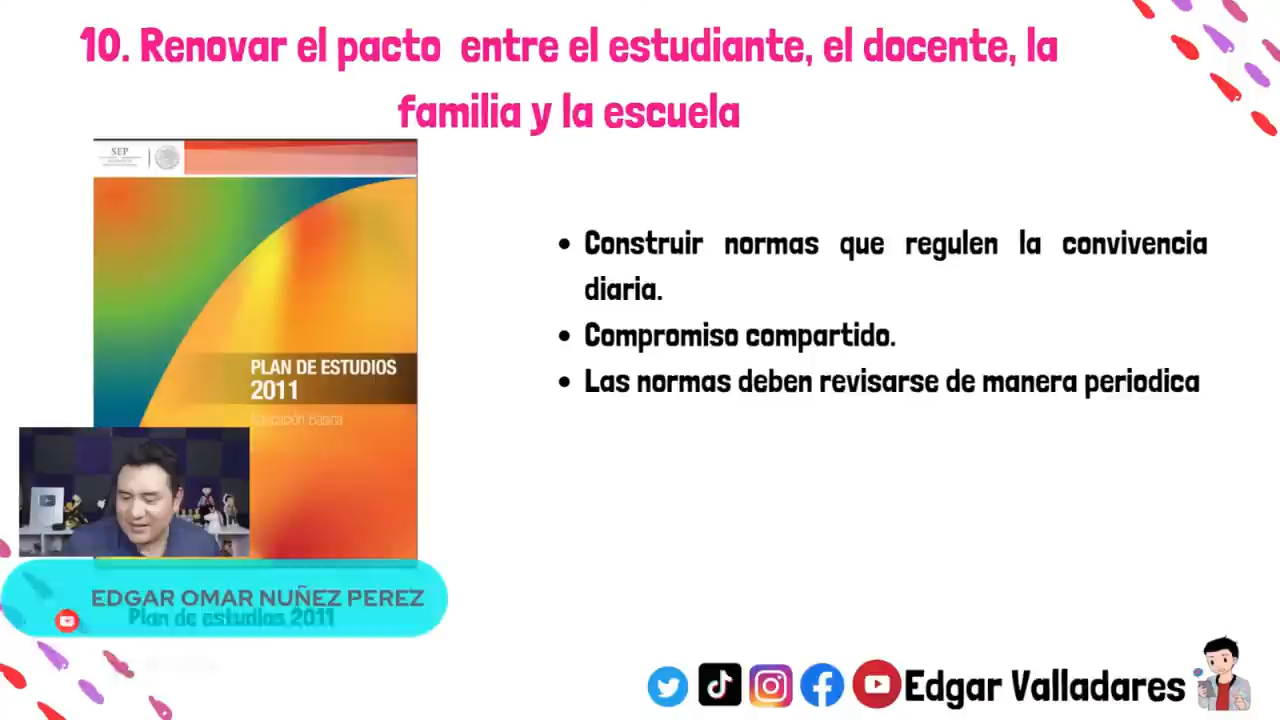 10. Renovar el pacto entre el estudiante, el docente, la
familia y la escuela
SEP
PLAN DE ESTUDIOS
2011
Educación Básica
• Construir normas que regulen la convivencia
diaria.
• Compromiso compartido.
• Las normas deben revisarse de manera periodica
EDGAR OMAR NUÑEZ PEREZ
Plan de estudios 2011
Edgar Valladares